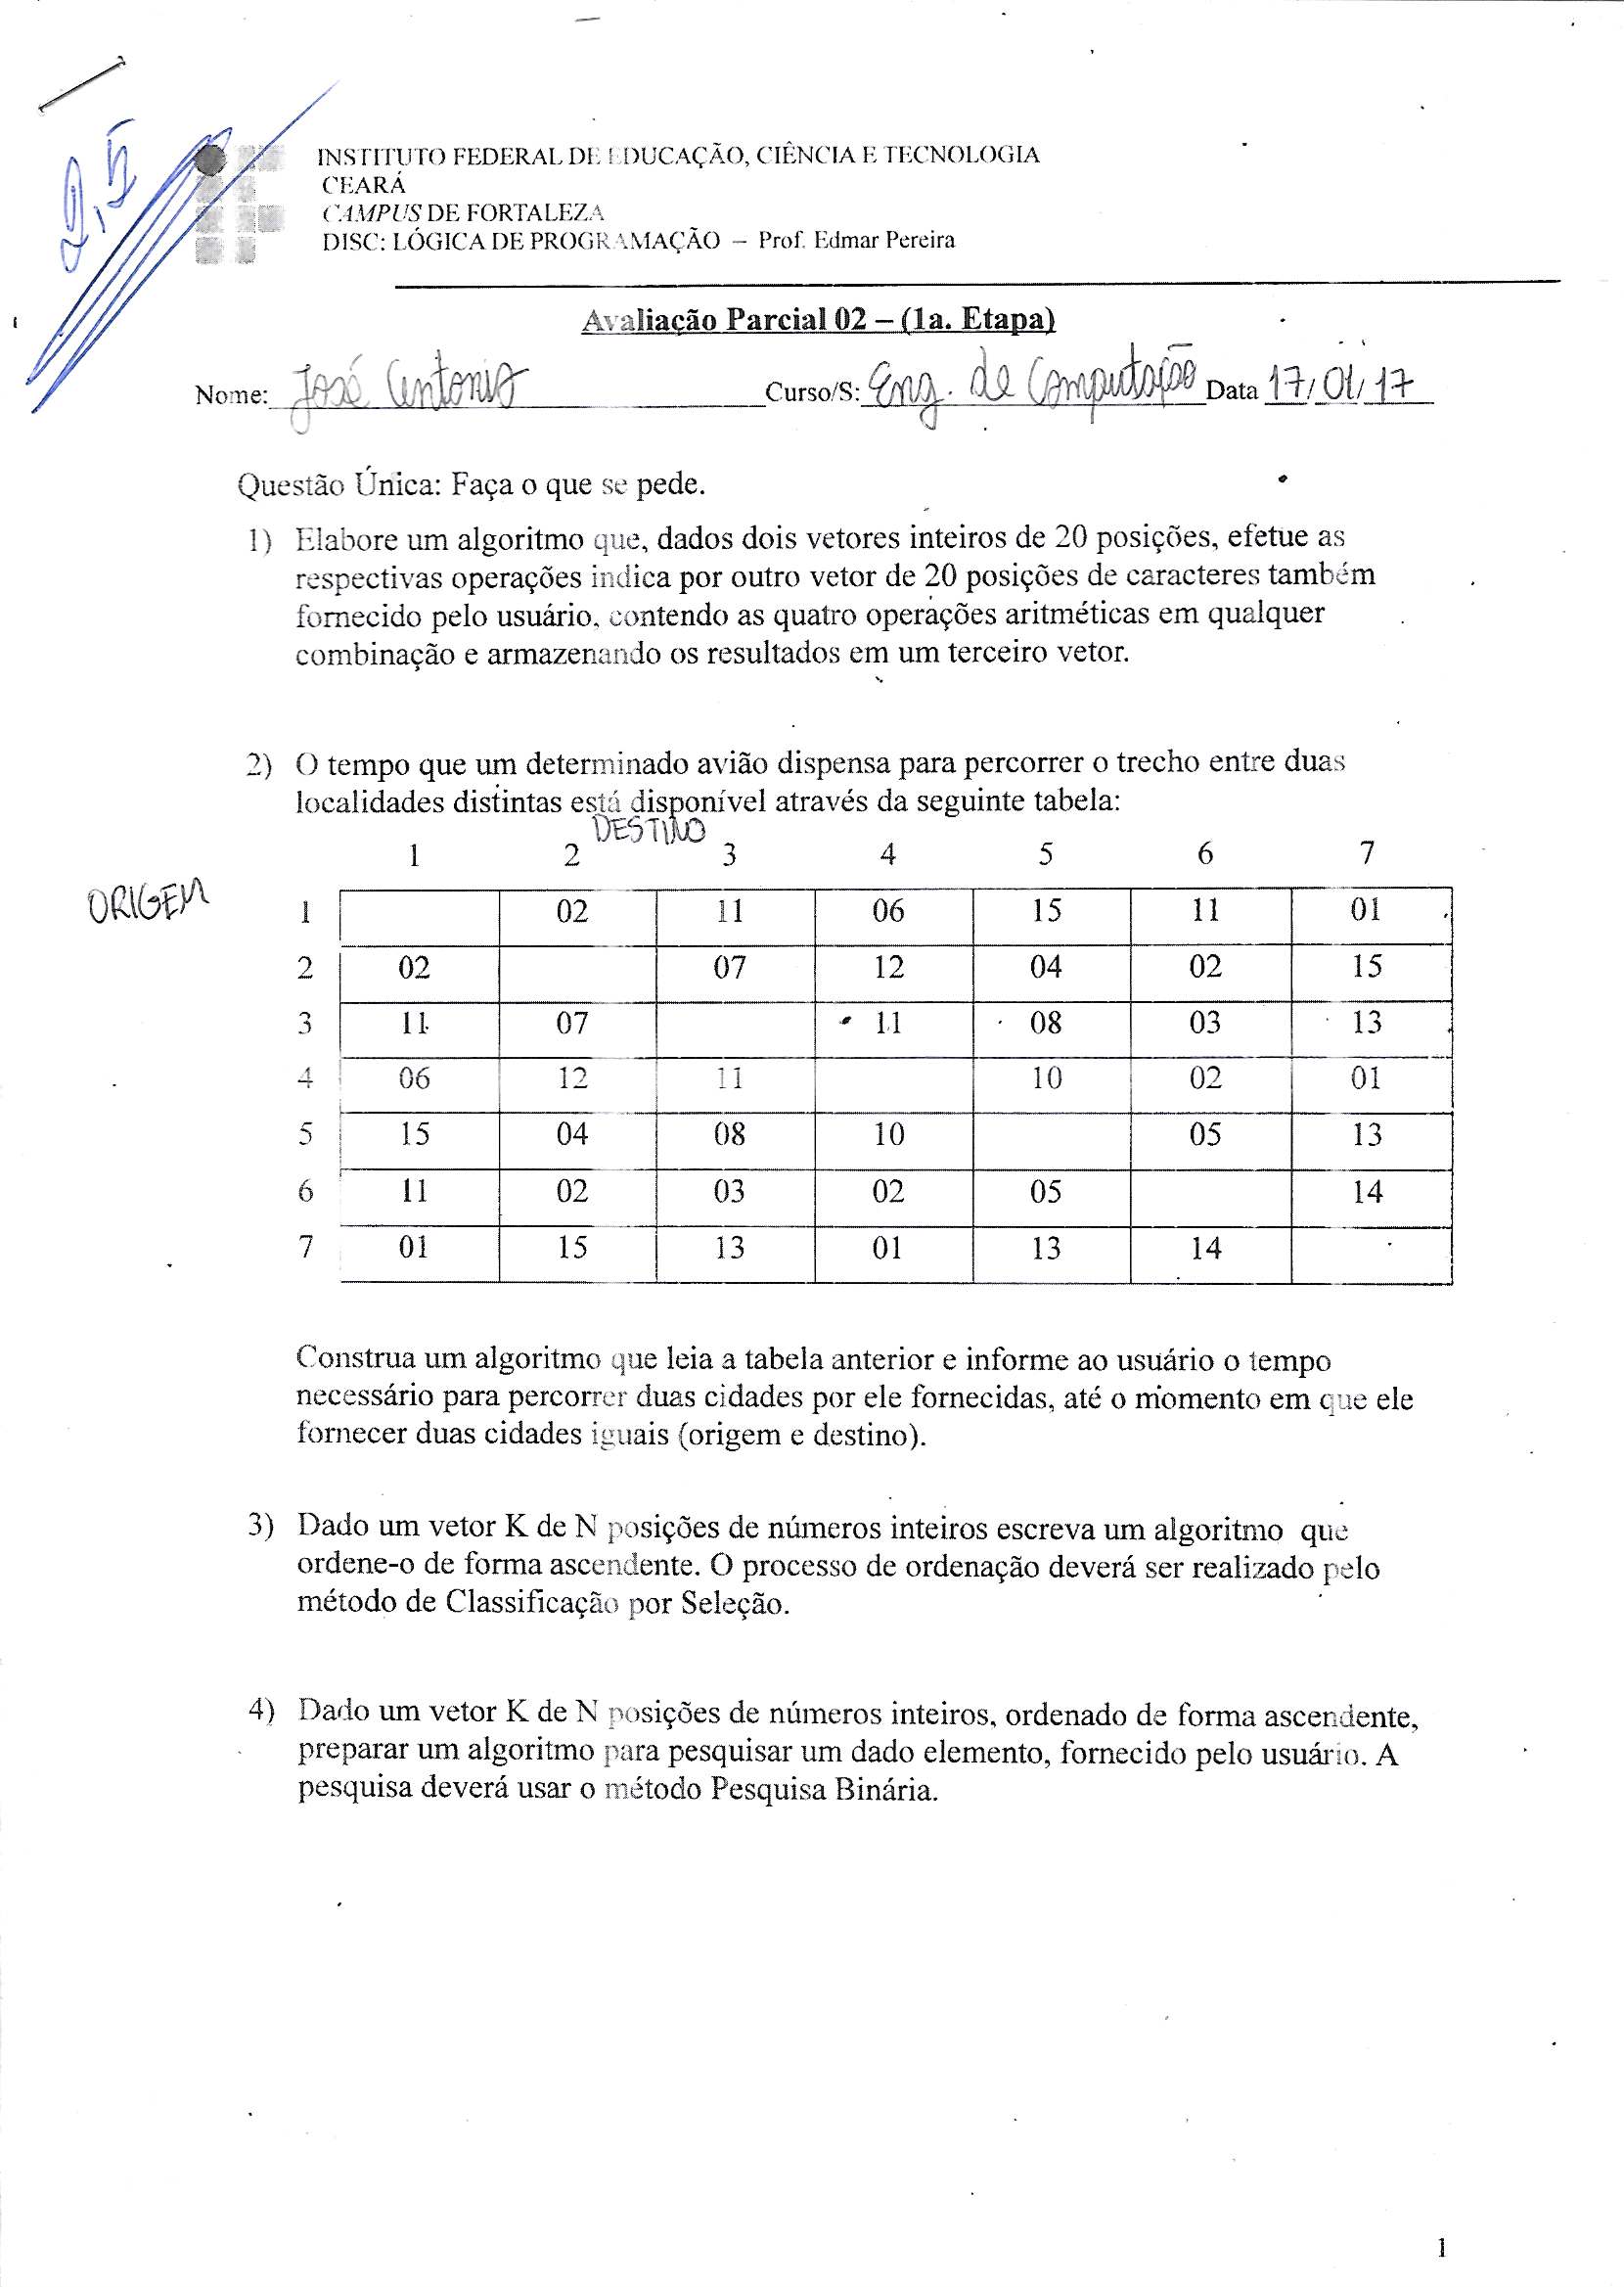 9,5
INSTITUTO FEDERAL DE EDUCAÇÃO, CIÊNCIA E TECNOLOGIA
CEARÁ
CAMPUS DE FORTALEZA
DISC: LÓGICA DE PROGRAMAÇÃO – Prof. Edmar Pereira
Avaliação Parcial 02 – (1a. Etapa)
Nome: José Antonio Curso/S: Eng. de Computação Data 17/01/17
Questão Única: Faça o que se pede.
1) Elabore um algoritmo que, dados dois vetores inteiros de 20 posições, efetue as
respectivas operações indica por outro vetor de 20 posições de caracteres também
fornecido pelo usuário, contendo as quatro operações aritméticas em qualquer
combinação e armazenando os resultados em um terceiro vetor.
2) O tempo que um determinado avião dispensa para percorrer o trecho entre duas
localidades distintas está disponível através da seguinte tabela:
DESTINO
1 2 3 4 5 6 7
ORIGEM
1 02 11 06 15 11 01
2 02 07 12 04 02 15
3 11 07 11 08 03 13
4 06 12 11 10 02 01
5 15 04 08 10 05 13
6 11 02 03 02 05 14
7 01 15 13 01 13 14
Construa um algoritmo que leia a tabela anterior e informe ao usuário o tempo
necessário para percorrer duas cidades por ele fornecidas, até o momento em que ele
fornecer duas cidades iguais (origem e destino).
3) Dado um vetor K de N posições de números inteiros escreva um algoritmo que
ordene-o de forma ascendente. O processo de ordenação deverá ser realizado pelo
método de Classificação por Seleção.
4) Dado um vetor K de N posições de números inteiros, ordenado de forma ascendente,
preparar um algoritmo para pesquisar um dado elemento, fornecido pelo usuário. A
pesquisa deverá usar o método Pesquisa Binária.
1